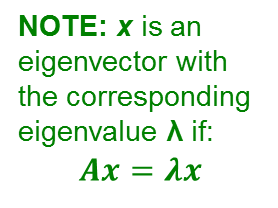 NOTE: x is an
eigenvector with
the corresponding
eigenvalue λ if:
Ax = λx